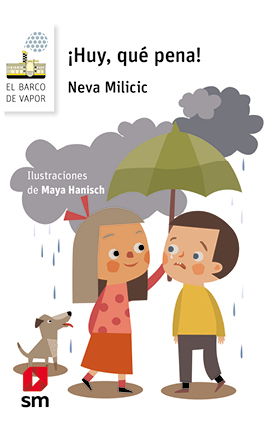 EL BARCO
DE VAPOR
¡Huy, qué pena!
Neva Milicic
Ilustraciones
de Maya Hanisch
sm